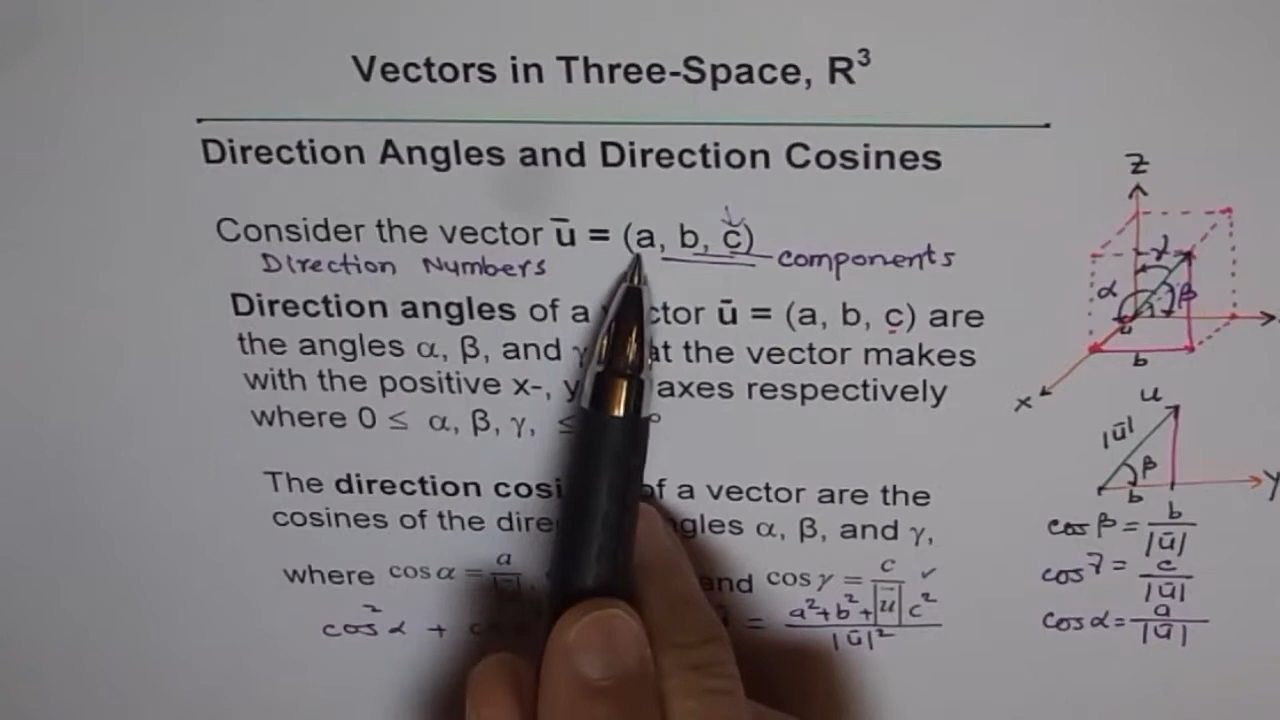 Vectors in Three-Space, R³
Direction Angles and Direction Cosines
Consider the vector ū = (a, b, c)
Direction Numbers
components
Direction angles of a ctor ū = (a, b, c) are
the angles α, β, and at the vector makes
with the positive x-, axes respectively
where 0 ≤ α, β, γ, ≤ °
The direction cosi of a vector are the
cosines of the dire gles α, β, and γ,
where cos α = a and cos γ = c / |ū| ✓
cos²α + = a²+b²+c² / |ū|²
Z
γ
α
β
b
x
u
|ū|
β
b
Y
cos β = b / |ū|
cos γ = c / |ū|
cos α = a / |ū|